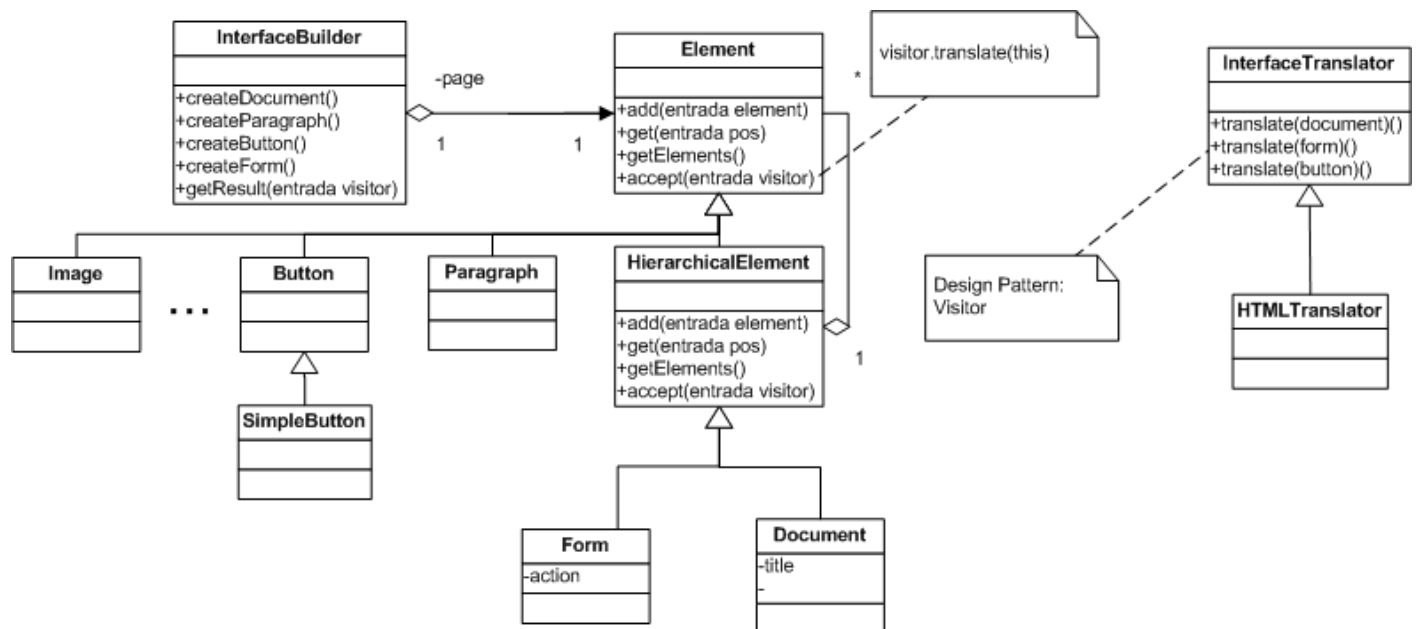 InterfaceBuilder
+createDocument()
+createParagraph()
+createButton()
+createForm()
+getResult(entrada visitor)
-page
1
1
Element
+add(entrada element)
+get(entrada pos)
+getElements()
+accept(entrada visitor)
*
visitor.translate(this)
InterfaceTranslator
+translate(document)()
+translate(form)()
+translate(button)()
Image
...
Button
Paragraph
HierarchicalElement
+add(entrada element)
+get(entrada pos)
+getElements()
+accept(entrada visitor)
1
Design Pattern:
Visitor
HTMLTranslator
SimpleButton
Form
-action
Document
-title
-